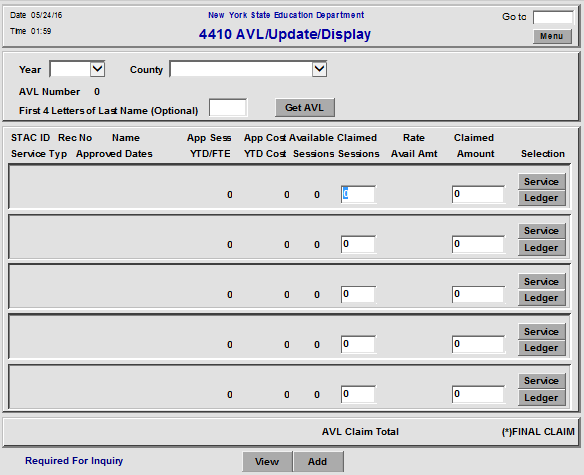 Date 05/24/16 New York State Education Department Go to
Time 01:59 4410 AVL/Update/Display Menu
Year County
AVL Number 0
First 4 Letters of Last Name (Optional) Get AVL
STAC ID Rec No Name App Sess App Cost Available Claimed Rate Claimed
Service Typ Approved Dates YTD/FTE YTD Cost Sessions Sessions Avail Amt Amount Selection
Service
0 0 0 0 0 Ledger
Service
0 0 0 0 0 Ledger
Service
0 0 0 0 0 Ledger
Service
0 0 0 0 0 Ledger
Service
0 0 0 0 0 Ledger
AVL Claim Total (*)FINAL CLAIM
Required For Inquiry View Add